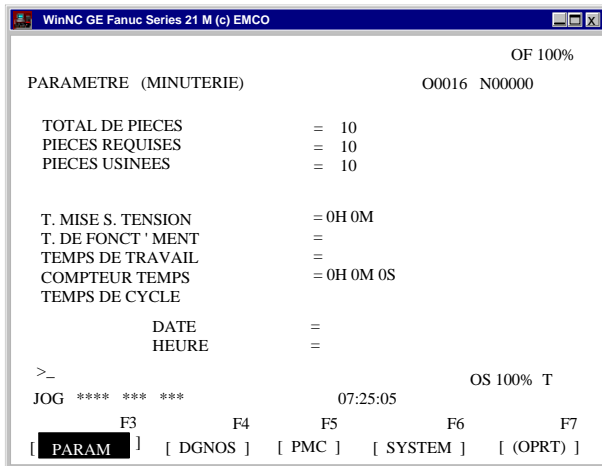 WinNC GE Fanuc Series 21 M (c) EMCO
OF 100%
PARAMETRE (MINUTERIE) O0016 N00000
TOTAL DE PIECES = 10
PIECES REQUISES = 10
PIECES USINEES = 10
T. MISE S. TENSION = 0H 0M
T. DE FONCT ' MENT =
TEMPS DE TRAVAIL =
COMPTEUR TEMPS = 0H 0M 0S
TEMPS DE CYCLE
DATE =
HEURE =
>_
OS 100% T
JOG **** *** *** 07:25:05
F3 F4 F5 F6 F7
[ PARAM ] [ DGNOS ] [ PMC ] [ SYSTEM ] [ (OPRT) ]